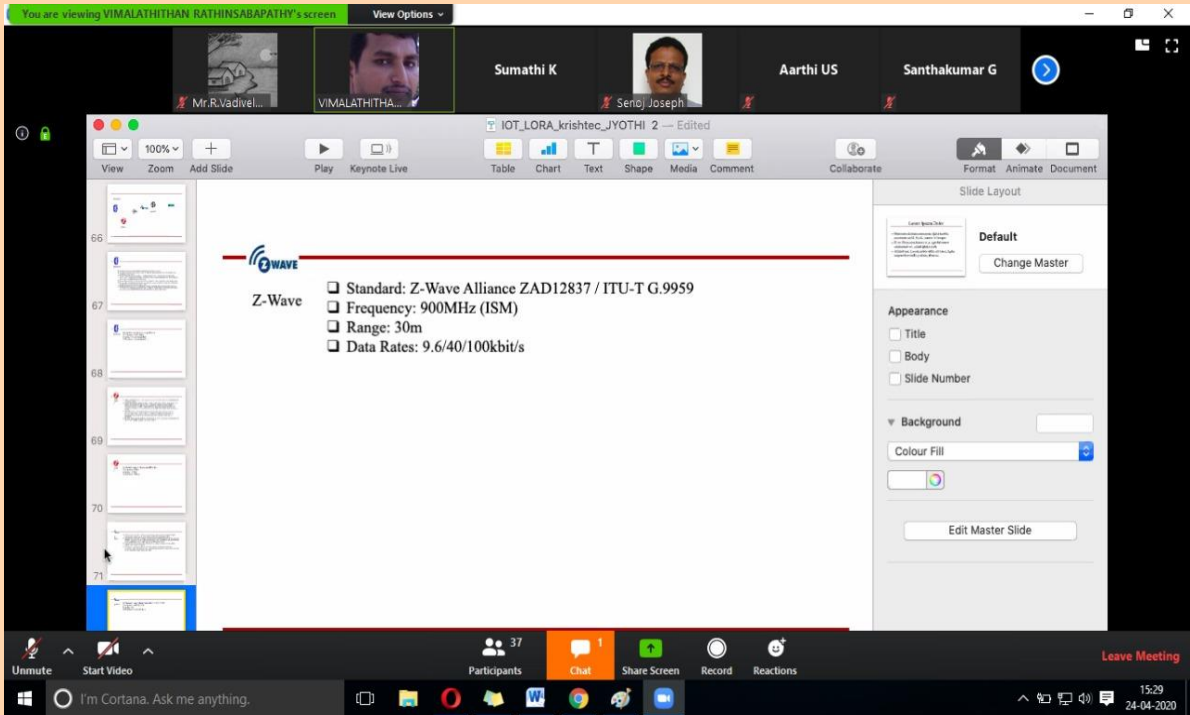 You are viewing VIMALATHITHAN RATHINSABAPATHY's screen View Options
Mr.R.Vadivel...
VIMALATHITHA...
Sumathi K
Senoj Joseph
Aarthi US
Santhakumar G
IOT_LORA_krishtec_JYOTHI 2 — Edited
100%
View Zoom Add Slide Play Keynote Live Table Chart Text Shape Media Comment Collaborate Format Animate Document
66
67
68
69
70
71
WAVE
Z-Wave
Standard: Z-Wave Alliance ZAD12837 / ITU-T G.9959
Frequency: 900MHz (ISM)
Range: 30m
Data Rates: 9.6/40/100kbit/s
Slide Layout
Default
Change Master
Appearance
Title
Body
Slide Number
Background
Colour Fill
Edit Master Slide
Unmute Start Video Participants 37 Chat 1 Share Screen Record Reactions Leave Meeting
I'm Cortana. Ask me anything.
15:29
24-04-2020